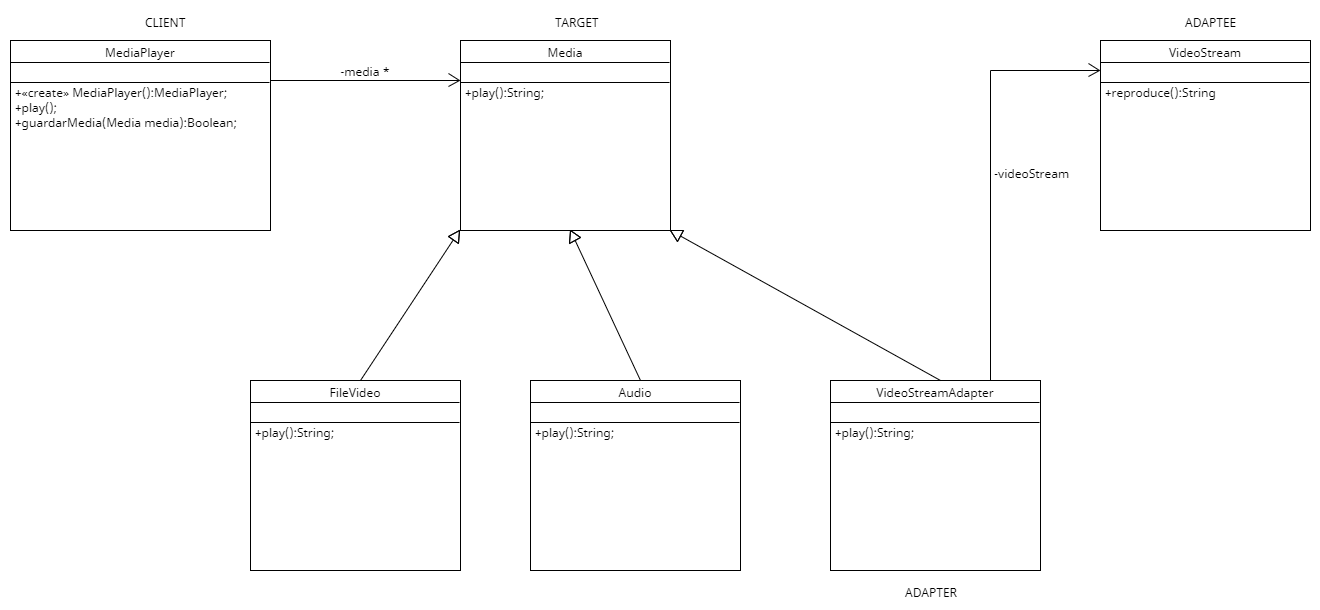 CLIENT
TARGET
ADAPTEE
MediaPlayer
Media
VideoStream
-media *
+«create» MediaPlayer():MediaPlayer;
+play();
+guardarMedia(Media media):Boolean;
+play():String;
+reproduce():String
-videoStream
FileVideo
Audio
VideoStreamAdapter
+play():String;
+play():String;
+play():String;
ADAPTER